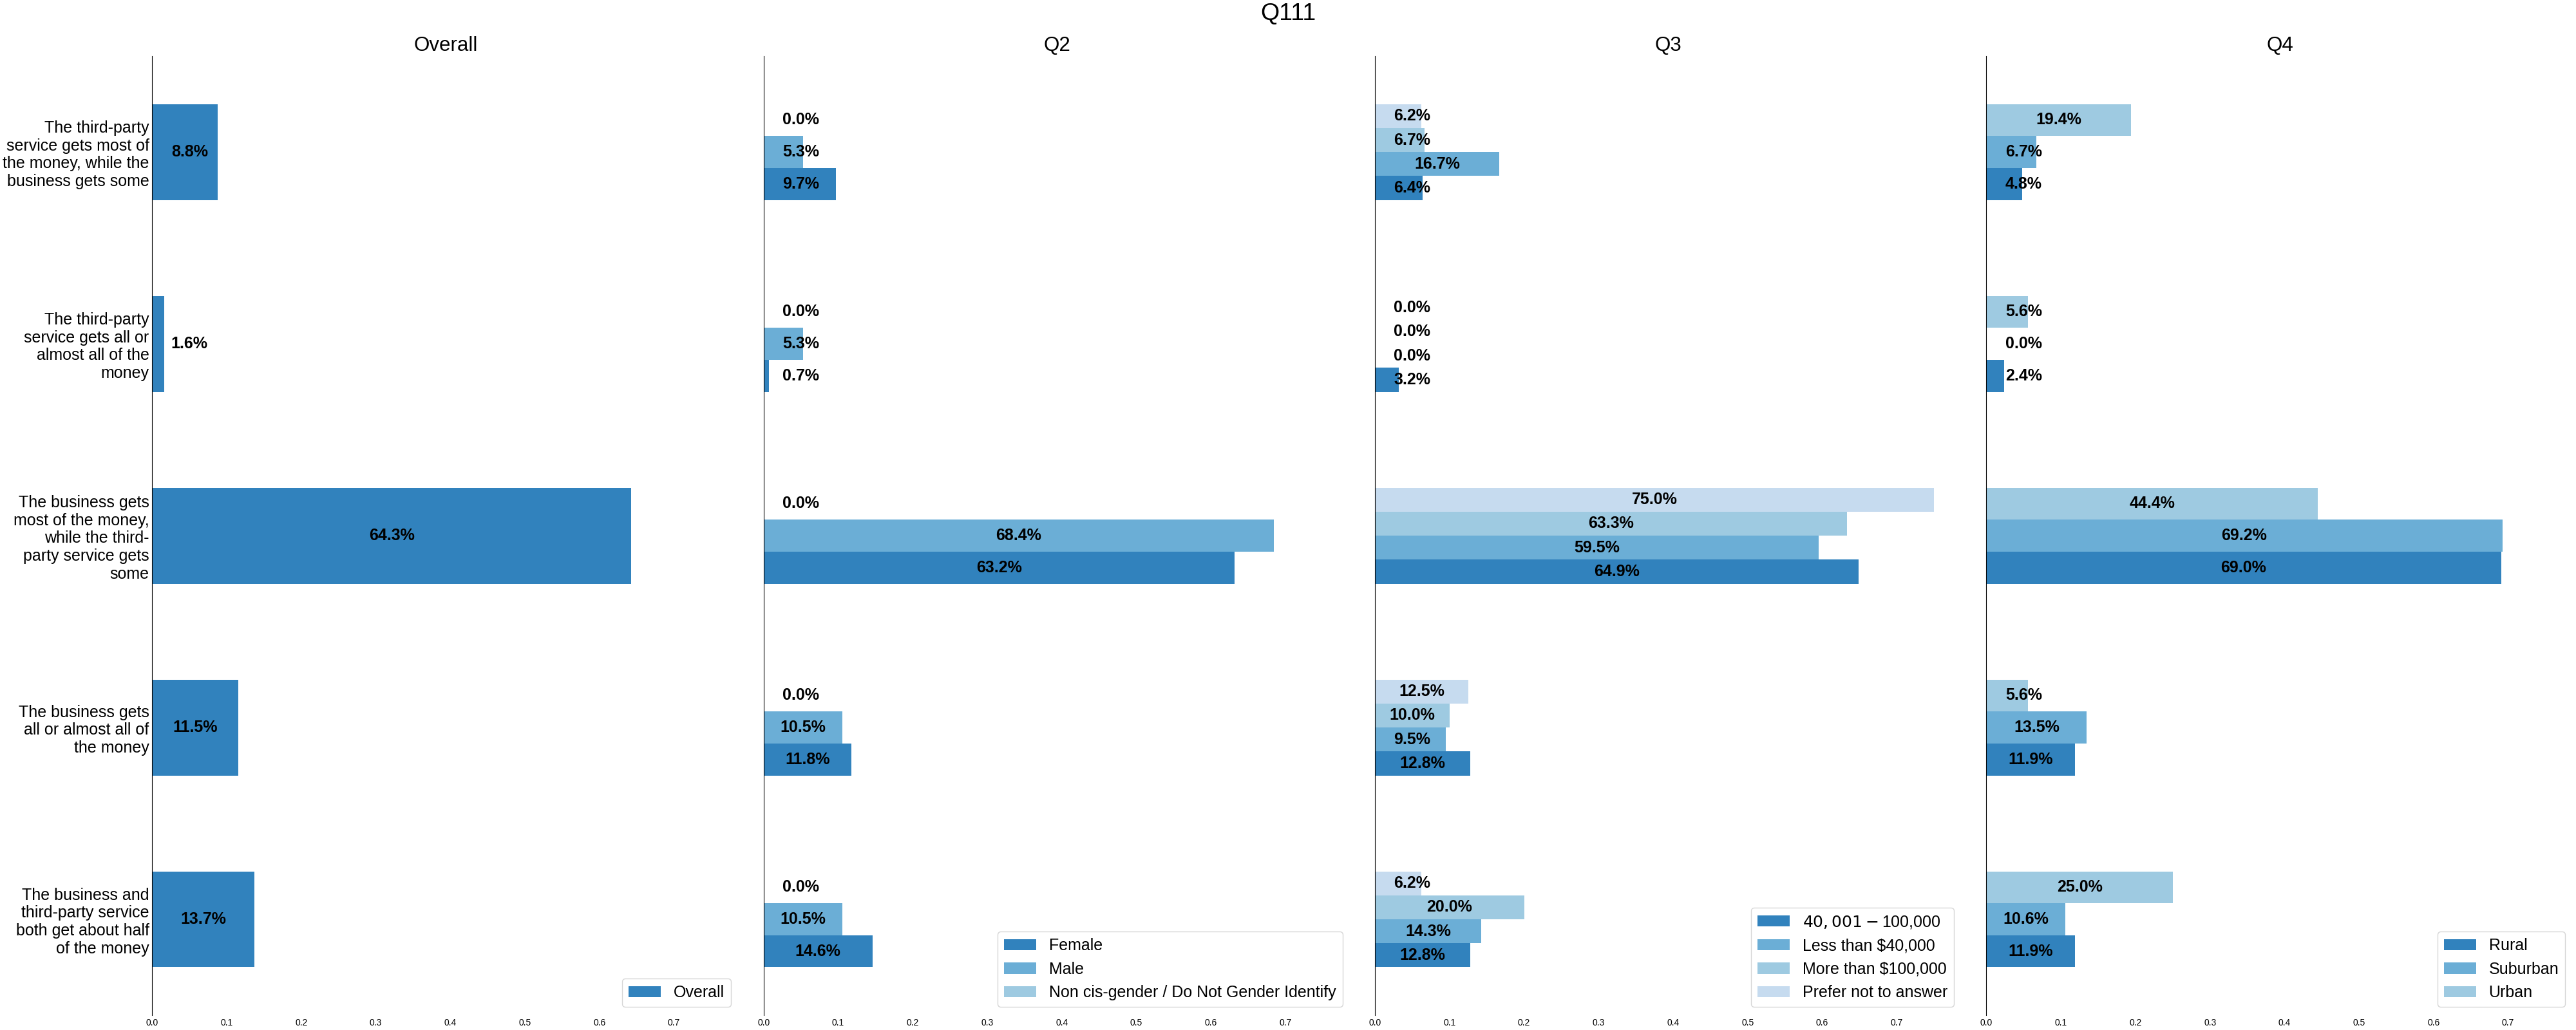 Q111
Overall
The third-party
service gets most of
the money, while the
business gets some
8.8%
The third-party
service gets all or
almost all of the
money
1.6%
The business gets
most of the money,
while the third-
party service gets
some
64.3%
The business gets
all or almost all of
the money
11.5%
The business and
third-party service
both get about half
of the money
13.7%
Overall
0.0 0.1 0.2 0.3 0.4 0.5 0.6 0.7
Q2
0.0%
5.3%
9.7%
0.0%
5.3%
0.7%
0.0%
68.4%
63.2%
0.0%
10.5%
11.8%
0.0%
10.5%
14.6%
Female
Male
Non cis-gender / Do Not Gender Identify
0.0 0.1 0.2 0.3 0.4 0.5 0.6 0.7
Q3
6.2%
6.7%
16.7%
6.4%
0.0%
0.0%
0.0%
3.2%
75.0%
63.3%
59.5%
64.9%
12.5%
10.0%
9.5%
12.8%
6.2%
20.0%
14.3%
12.8%
40,001−100,000
Less than $40,000
More than $100,000
Prefer not to answer
0.0 0.1 0.2 0.3 0.4 0.5 0.6 0.7
Q4
19.4%
6.7%
4.8%
5.6%
0.0%
2.4%
44.4%
69.2%
69.0%
5.6%
13.5%
11.9%
25.0%
10.6%
11.9%
Rural
Suburban
Urban
0.0 0.1 0.2 0.3 0.4 0.5 0.6 0.7